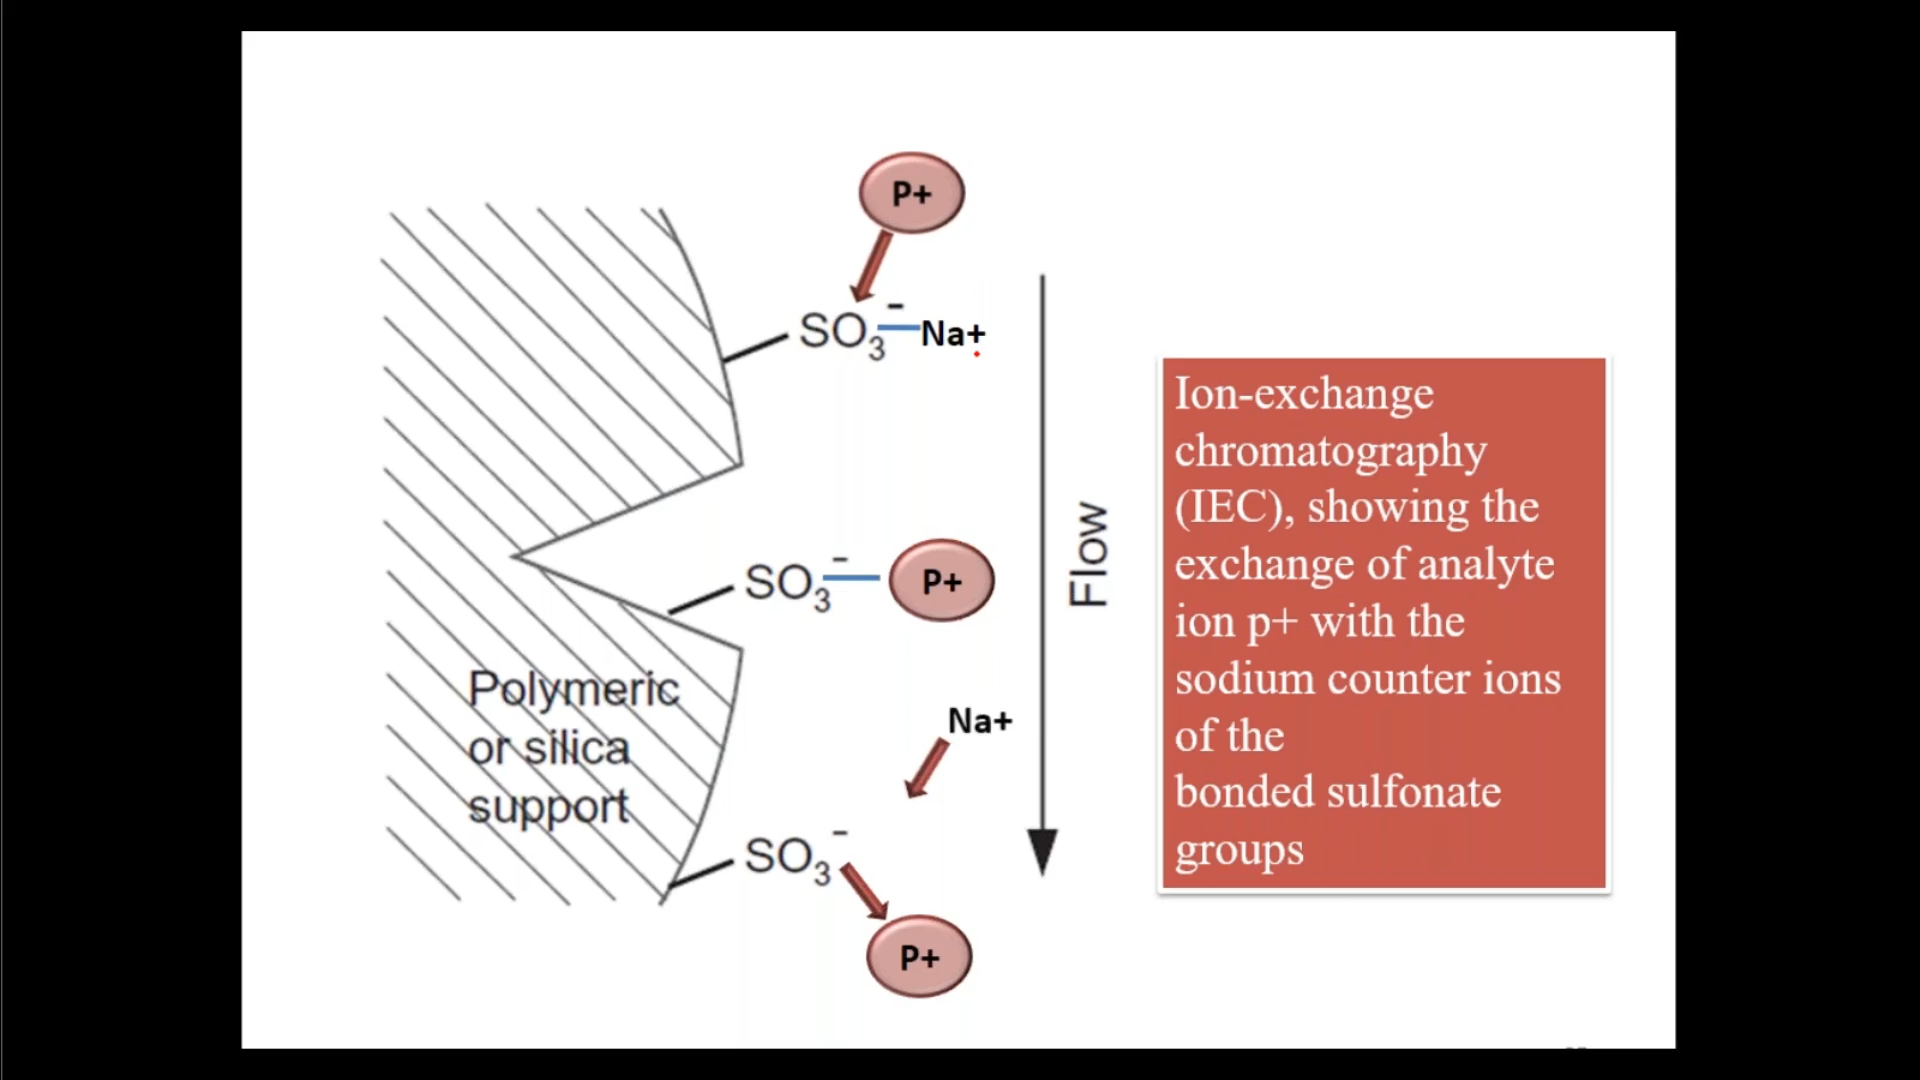 P+
SO3- Na+
Flow
SO3- P+
Polymeric
or silica
support
Na+
SO3-
P+
Ion-exchange
chromatography
(IEC), showing the
exchange of analyte
ion p+ with the
sodium counter ions
of the
bonded sulfonate
groups